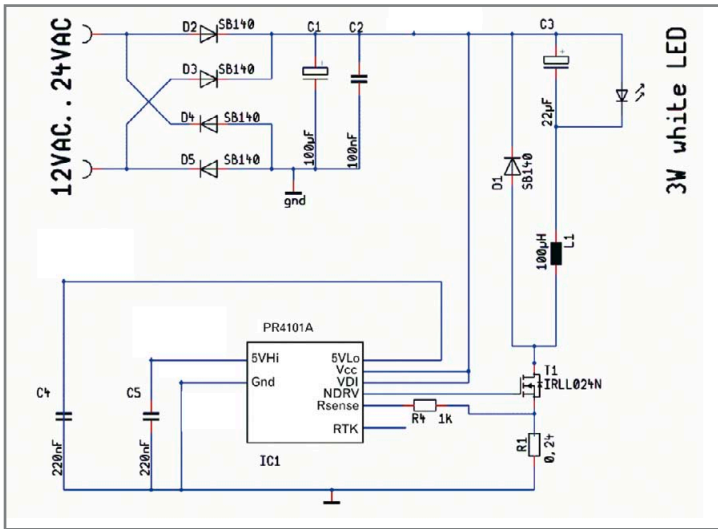 12VAC.. 24VAC
D2 SB140
D3
SB140
D4 SB140
D5 SB140
C1
100µF
C2
100nF
gnd
C3
22µF
D1
SB140
100µH
L1
3W white LED
PR4101A
5VHi
Gnd
5VLo
Vcc
VDI
NDRV
Rsense
RTK
IC1
C4
220nF
C5
220nF
R4 1K
T1
IRLL024N
R1
0,24